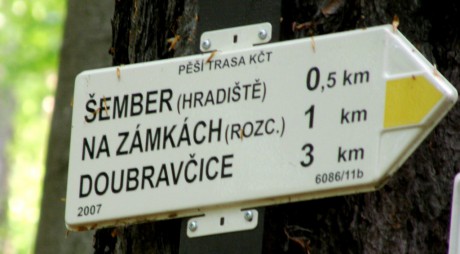 PĚŠÍ TRASA KČT
ŠEMBER (HRADIŠTĚ) 0,5 km
NA ZÁMKÁCH (ROZC.) 1 km
DOUBRAVČICE 3 km
2007 6086/11b